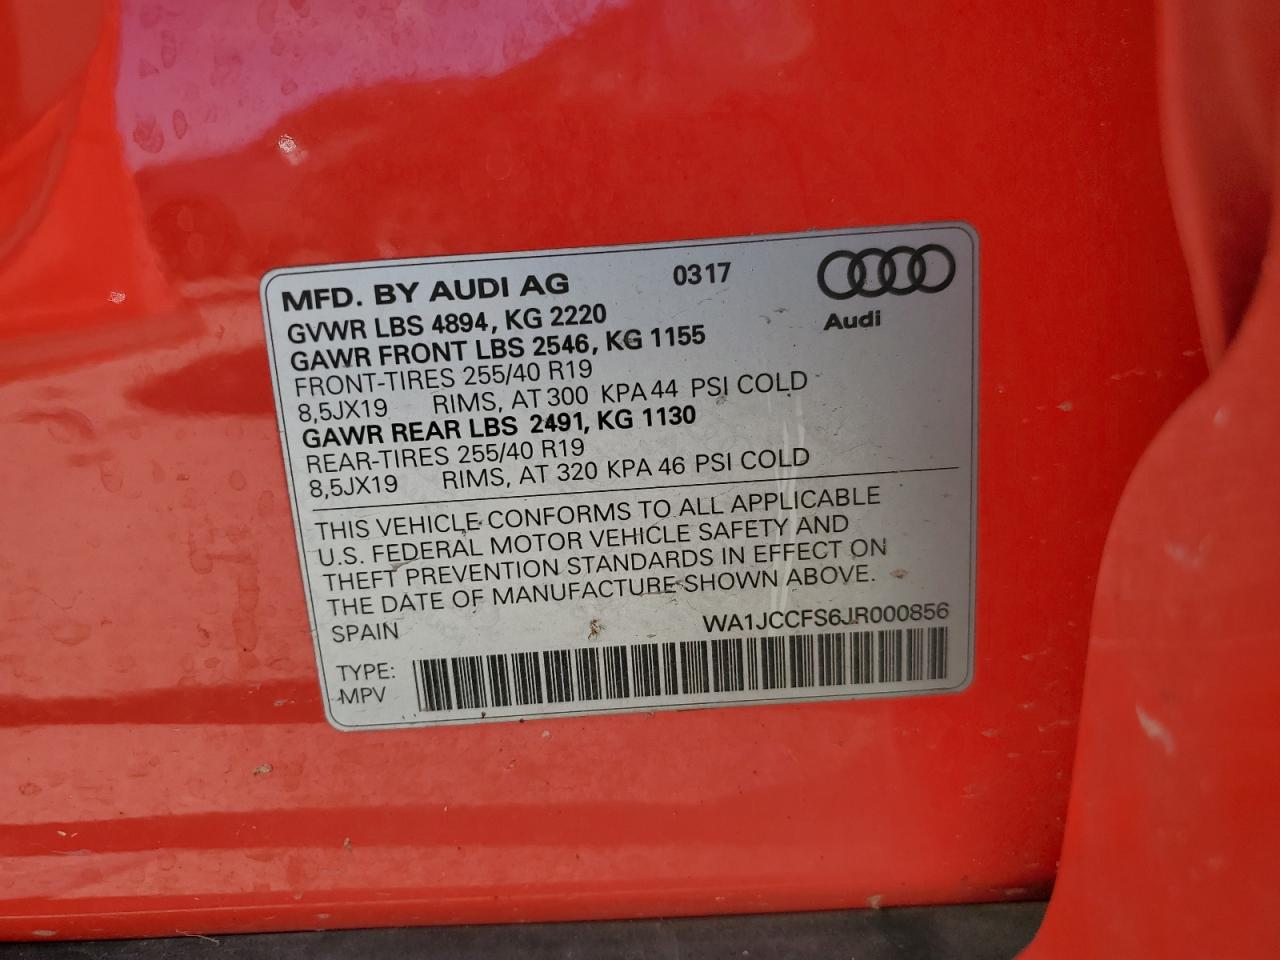 MFD. BY AUDI AG 0317
Audi
GVWR LBS 4894, KG 2220
GAWR FRONT LBS 2546, KG 1155
FRONT-TIRES 255/40 R19
8,5JX19 RIMS, AT 300 KPA 44 PSI COLD
GAWR REAR LBS 2491, KG 1130
REAR-TIRES 255/40 R19
8,5JX19 RIMS, AT 320 KPA 46 PSI COLD
THIS VEHICLE CONFORMS TO ALL APPLICABLE
U.S. FEDERAL MOTOR VEHICLE SAFETY AND
THEFT PREVENTION STANDARDS IN EFFECT ON
THE DATE OF MANUFACTURE SHOWN ABOVE.
SPAIN WA1JCCFS6JR000856
TYPE:
MPV